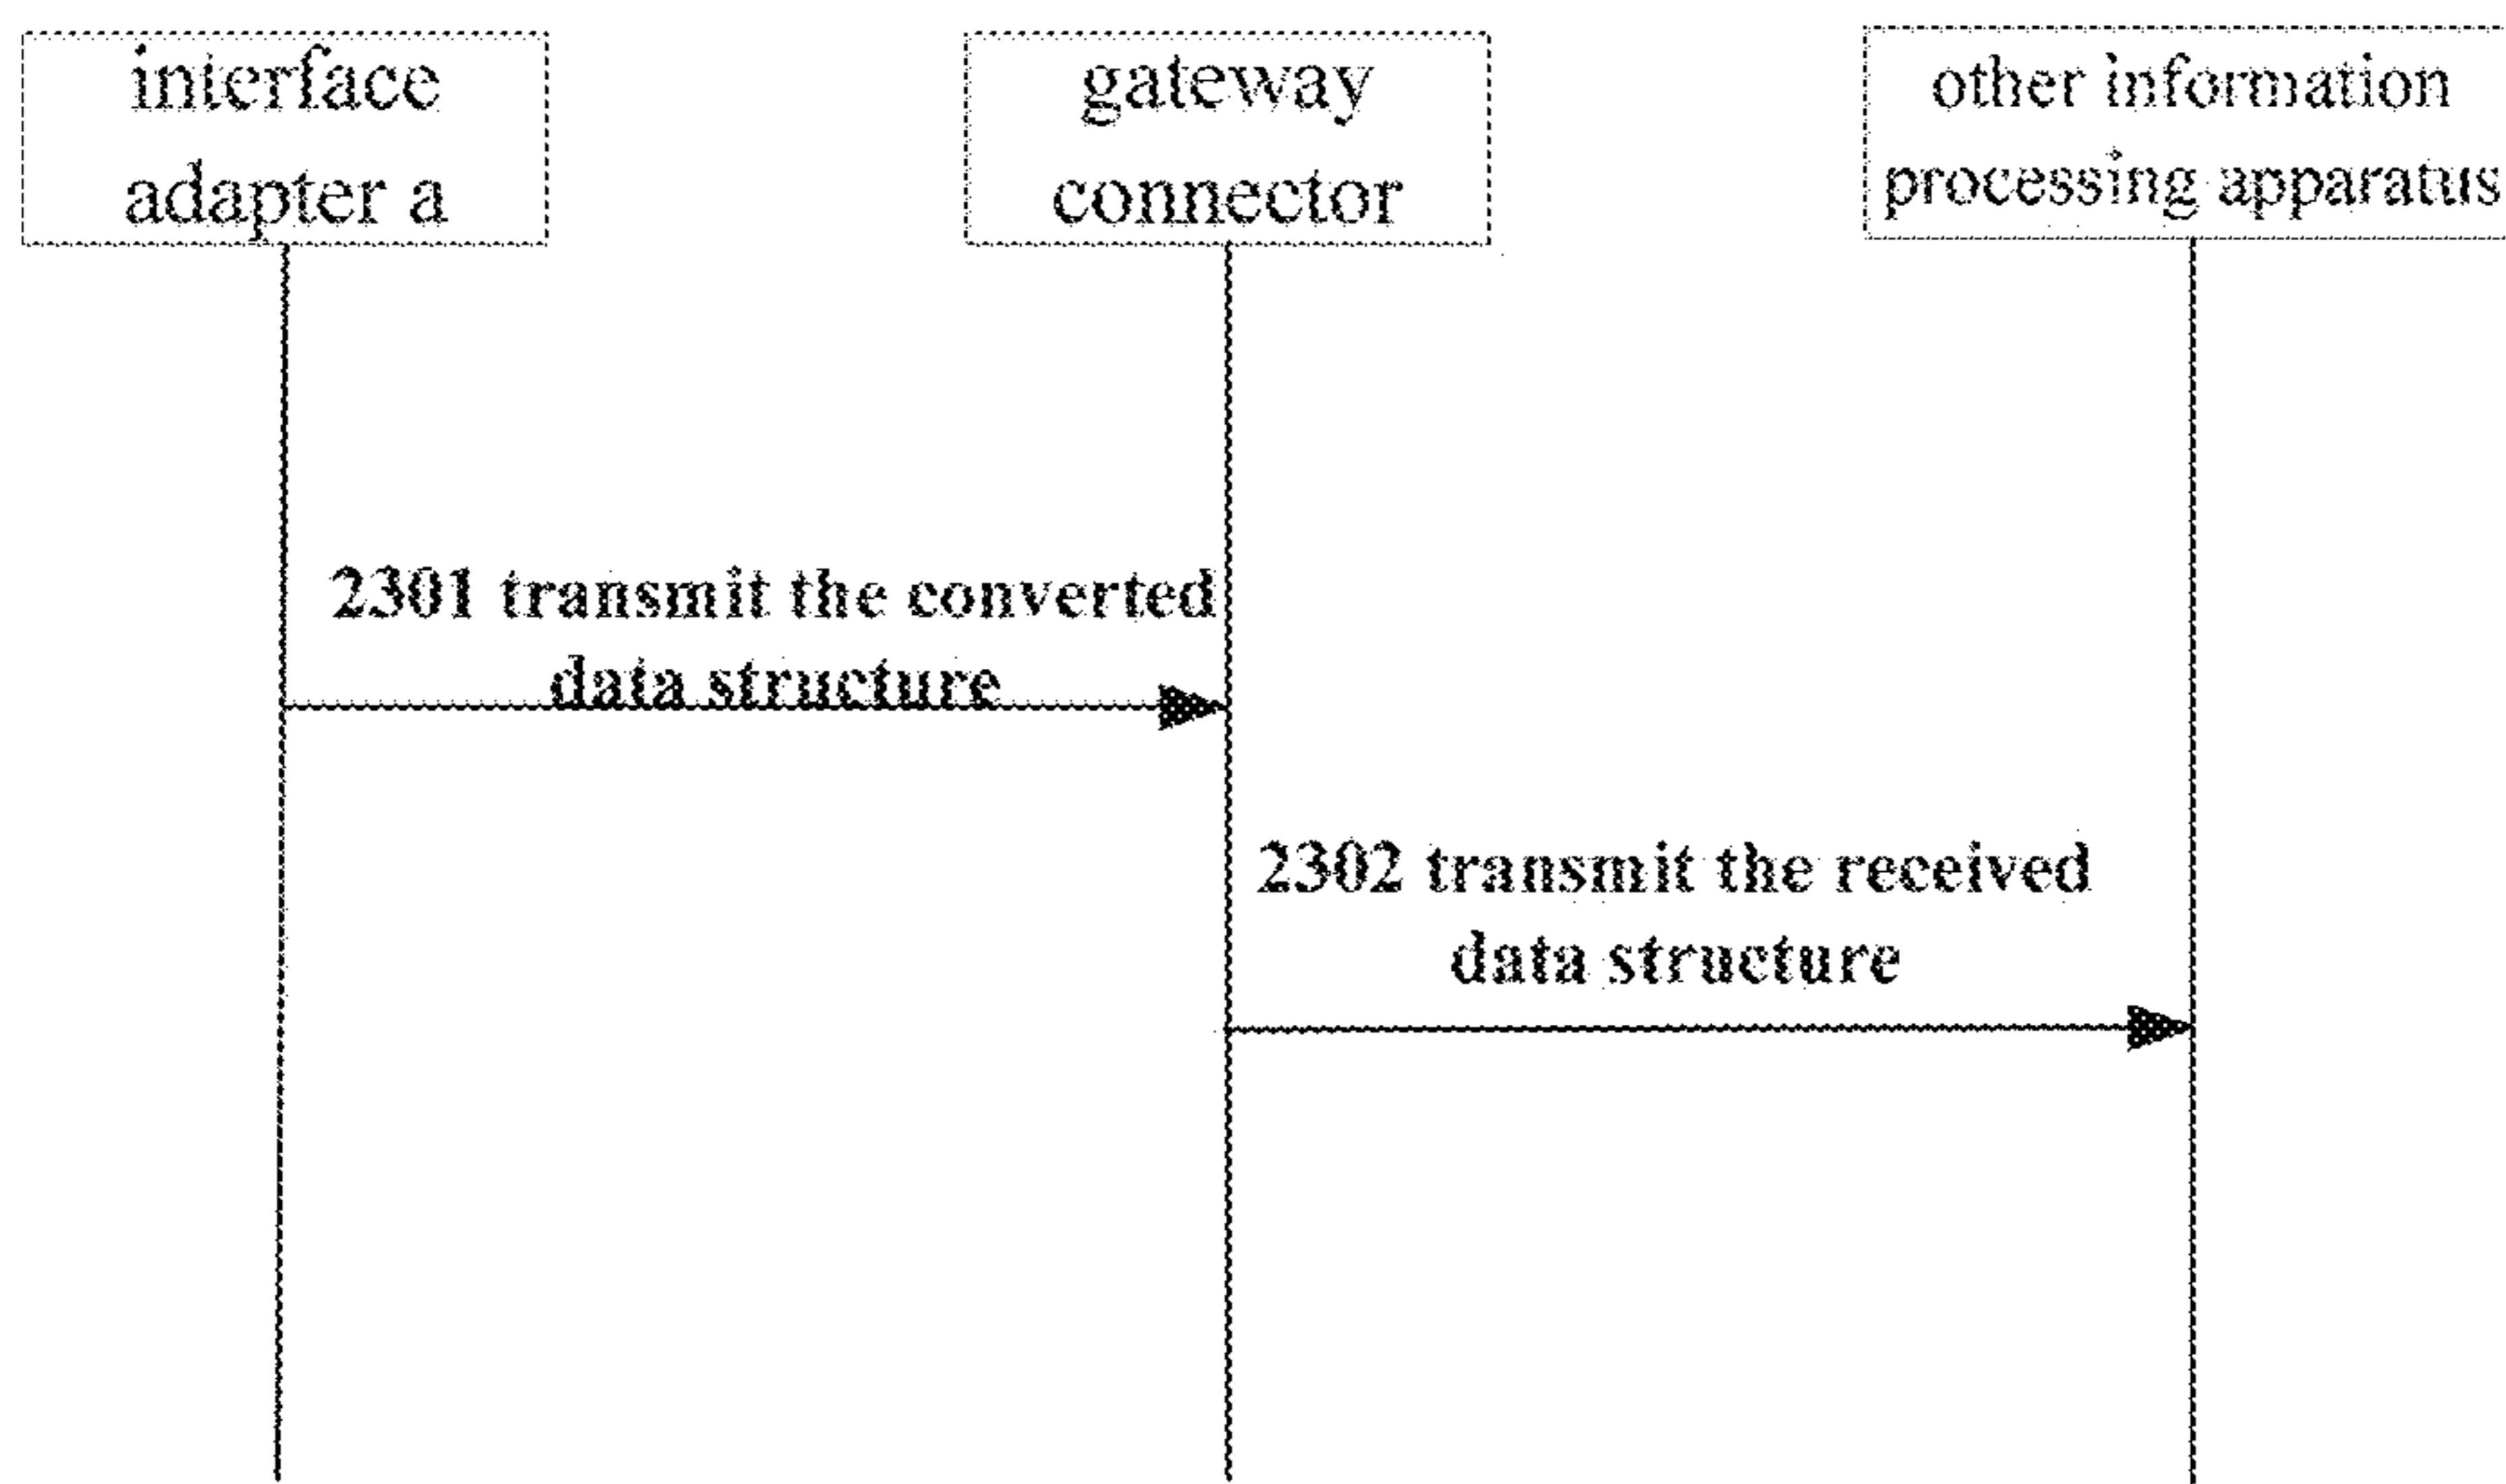 interface
adapter a
gateway
connector
other information
processing apparatus
2301 transmit the converted
data structure
2302 transmit the received
data structure